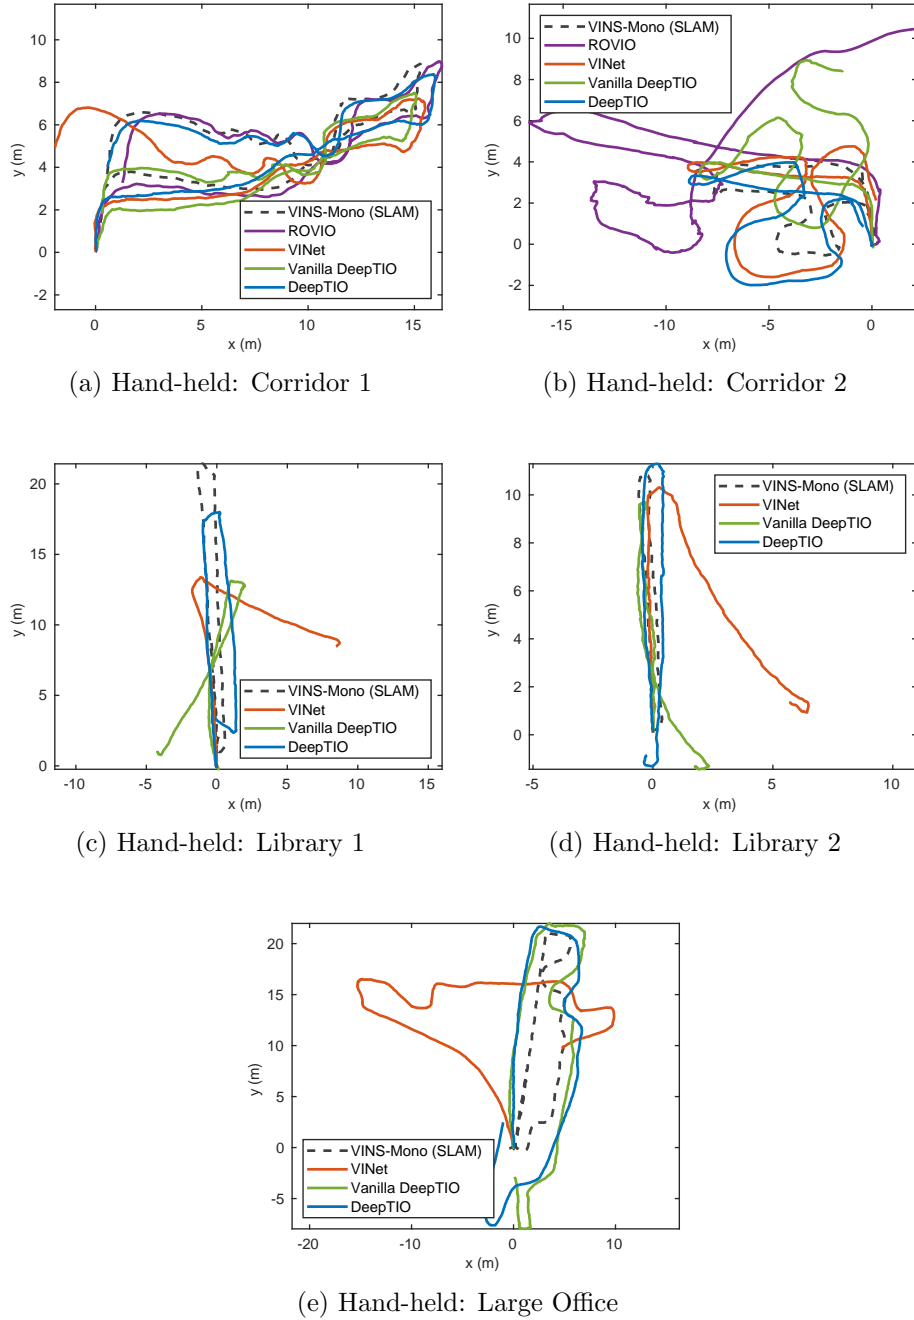 10
8
6
4
2
0
-2
y (m)
VINS-Mono (SLAM)
ROVIO
VINet
Vanilla DeepTIO
DeepTIO
0 5 10 15
x (m)
(a) Hand-held: Corridor 1
10
8
6
4
2
0
-2
y (m)
VINS-Mono (SLAM)
ROVIO
VINet
Vanilla DeepTIO
DeepTIO
-15 -10 -5 0
x (m)
(b) Hand-held: Corridor 2
20
15
10
5
0
y (m)
VINS-Mono (SLAM)
VINet
Vanilla DeepTIO
DeepTIO
-10 -5 0 5 10 15
x (m)
(c) Hand-held: Library 1
10
8
6
4
2
0
y (m)
VINS-Mono (SLAM)
VINet
Vanilla DeepTIO
DeepTIO
-5 0 5 10
x (m)
(d) Hand-held: Library 2
20
15
10
5
0
-5
y (m)
VINS-Mono (SLAM)
VINet
Vanilla DeepTIO
DeepTIO
-20 -10 0 10
x (m)
(e) Hand-held: Large Office